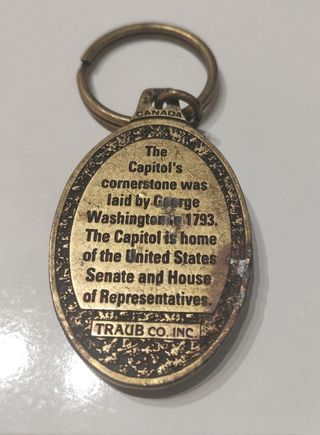 CANADA
The
Capitol's
cornerstone was
laid by George
Washington in 1793.
The Capitol is home
of the United States
Senate and House
of Representatives.
TRAUB CO. INC.